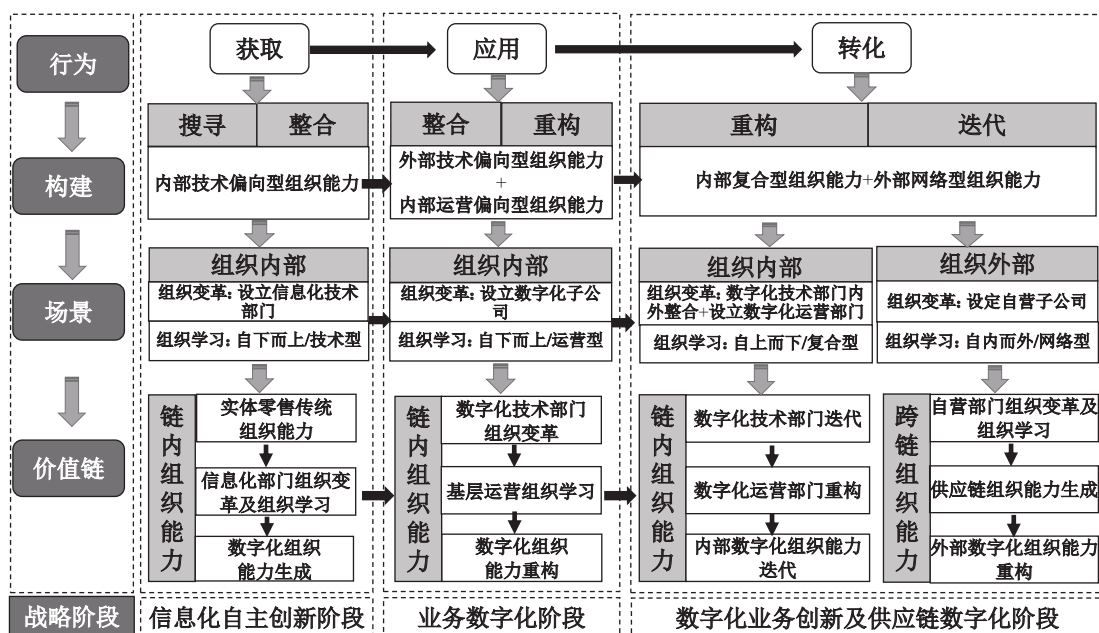 行为
获取
应用
转化
构建
搜寻
整合
内部技术偏向型组织能力
整合
重构
外部技术偏向型组织能力
+
内部运营偏向型组织能力
重构
迭代
内部复合型组织能力+外部网络型组织能力
场景
组织内部
组织变革：设立信息化技术
部门
组织学习：自下而上/技术型
组织内部
组织变革：设立数字化子公
司
组织学习：自下而上/运营型
组织内部
组织变革：数字化技术部门内
外整合+设立数字化运营部门
组织学习：自上而下/复合型
组织外部
组织变革：设定自营子公司
组织学习：自内而外/网络型
价值链
链内组织能力
实体零售传统
组织能力
信息化部门组织变
革及组织学习
数字化组织
能力生成
链内组织能力
数字化技术部门
组织变革
基层运营组织学习
数字化组织
能力重构
链内组织能力
数字化技术部门迭代
数字化运营部门重构
内部数字化组织能力
迭代
跨链组织能力
自营部门组织变革及
组织学习
供应链组织能力生成
外部数字化组织能力
重构
战略阶段
信息化自主创新阶段
业务数字化阶段
数字化业务创新及供应链数字化阶段